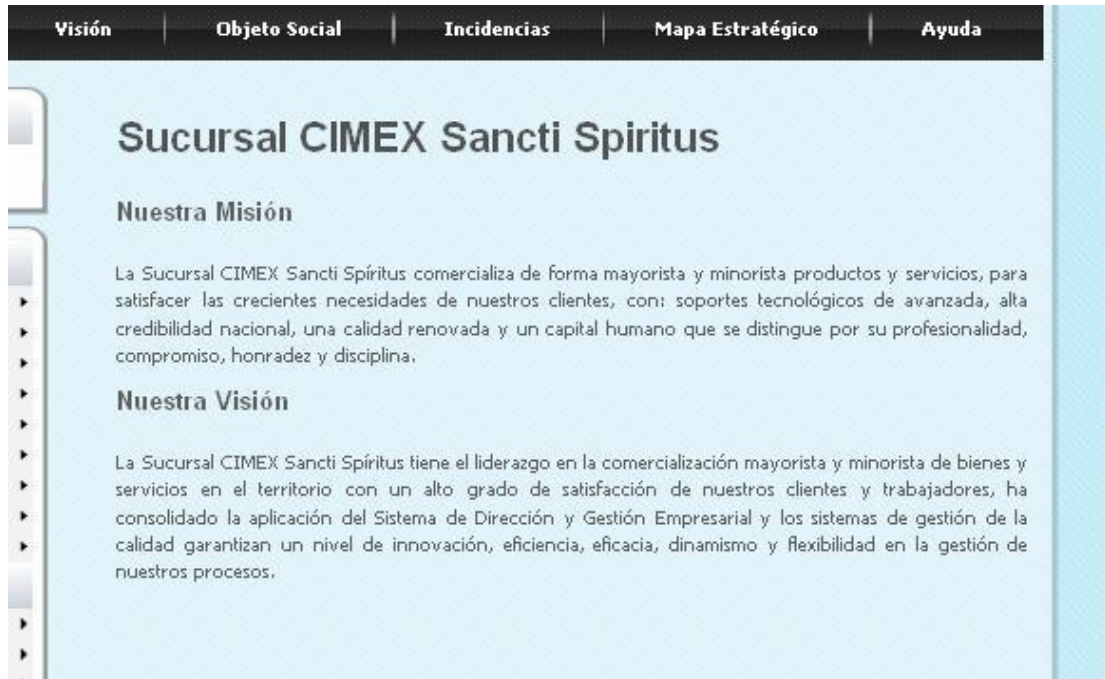 Visión Objeto Social Incidencias Mapa Estratégico Ayuda
Sucursal CIMEX Sancti Spiritus
Nuestra Misión
La Sucursal CIMEX Sancti Spíritus comercializa de forma mayorista y minorista productos y servicios, para
satisfacer las crecientes necesidades de nuestros clientes, con: soportes tecnológicos de avanzada, alta
credibilidad nacional, una calidad renovada y un capital humano que se distingue por su profesionalidad,
compromiso, honradez y disciplina.
Nuestra Visión
La Sucursal CIMEX Sancti Spíritus tiene el liderazgo en la comercialización mayorista y minorista de bienes y
servicios en el territorio con un alto grado de satisfacción de nuestros clientes y trabajadores, ha
consolidado la aplicación del Sistema de Dirección y Gestión Empresarial y los sistemas de gestión de la
calidad garantizan un nivel de innovación, eficiencia, eficacia, dinamismo y flexibilidad en la gestión de
nuestros procesos.